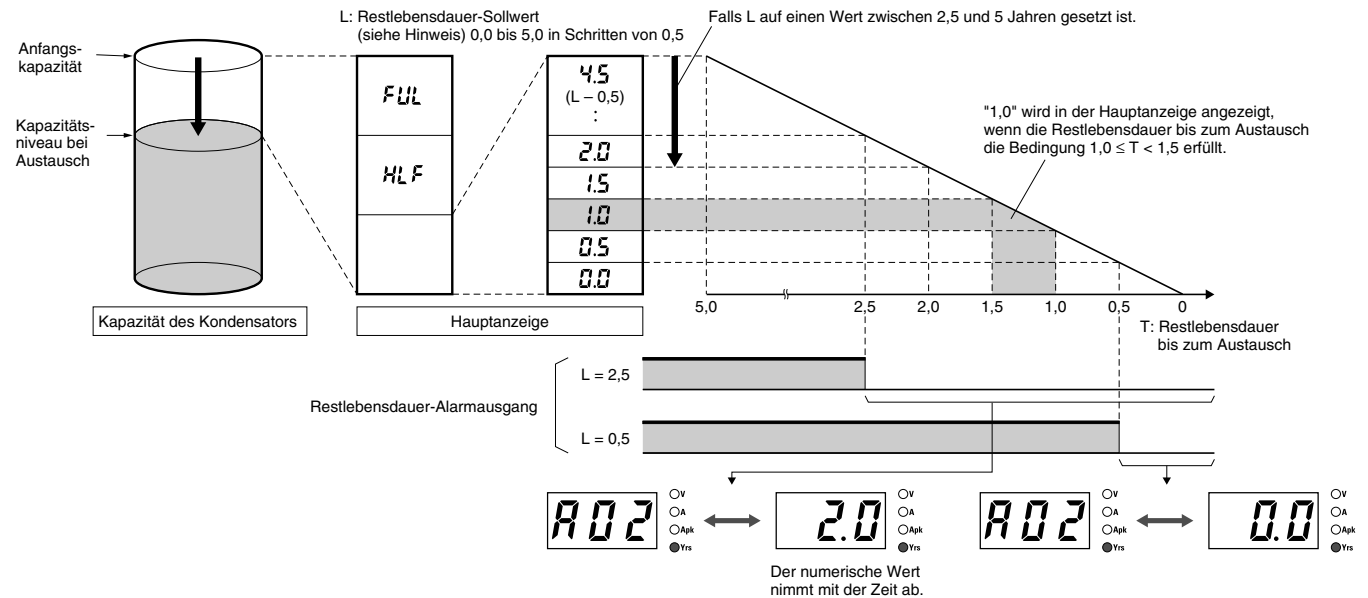 L: Restlebensdauer-Sollwert
(siehe Hinweis) 0,0 bis 5,0 in Schritten von 0,5
Falls L auf einen Wert zwischen 2,5 und 5 Jahren gesetzt ist.
Anfangs-
kapazität
Kapazitäts-
niveau bei
Austausch
FUL
HLF
4.5
(L – 0,5)
:
2.0
1.5
1.0
0.5
0.0
"1,0" wird in der Hauptanzeige angezeigt,
wenn die Restlebensdauer bis zum Austausch
die Bedingung 1,0 ≤ T < 1,5 erfüllt.
5,0 2,5 2,0 1,5 1,0 0,5 0
T: Restlebensdauer
bis zum Austausch
Kapazität des Kondensators
Hauptanzeige
Restlebensdauer-Alarmausgang
L = 2,5
L = 0,5
A02
V
A
Apk
Yrs
2.0
V
A
Apk
Yrs
A02
V
A
Apk
Yrs
0.0
V
A
Apk
Yrs
Der numerische Wert
nimmt mit der Zeit ab.